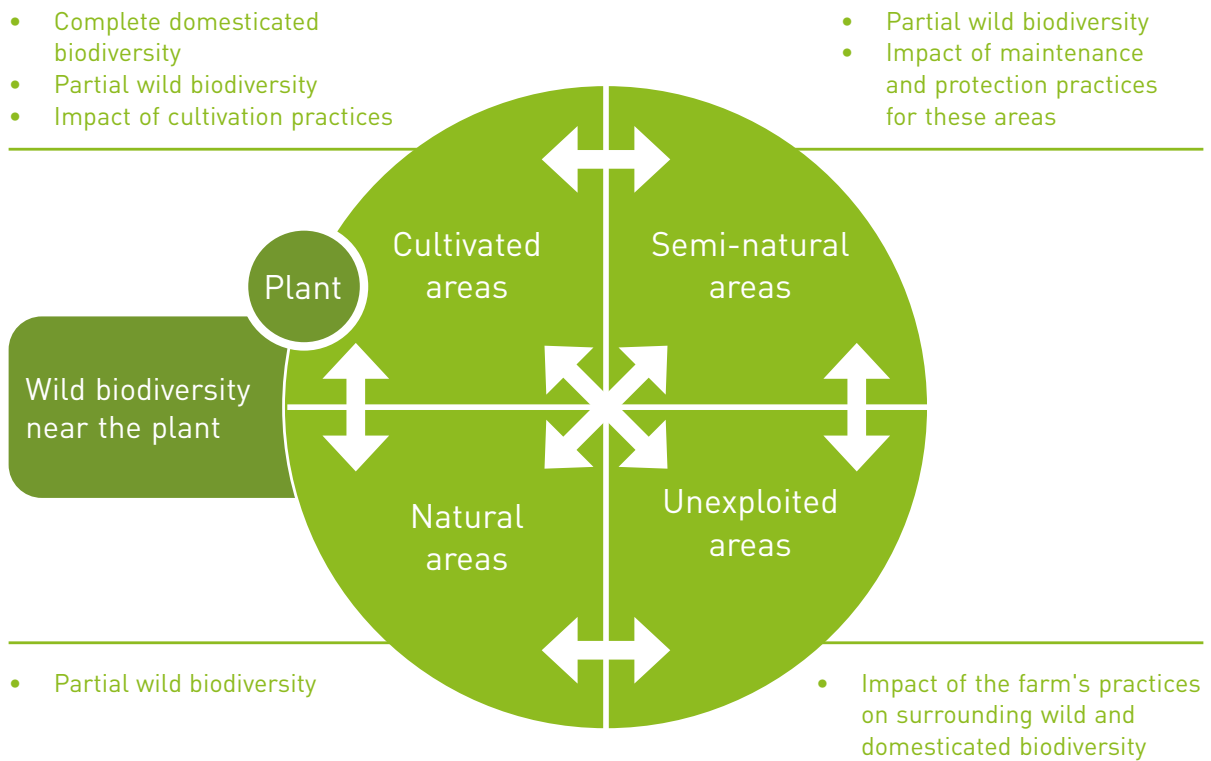 • Complete domesticated
biodiversity
• Partial wild biodiversity
• Impact of cultivation practices
• Partial wild biodiversity
• Impact of maintenance
and protection practices
for these areas
Cultivated
areas
Semi-natural
areas
Plant
Wild biodiversity
near the plant
Natural
areas
Unexploited
areas
• Partial wild biodiversity
• Impact of the farm's practices
on surrounding wild and
domesticated biodiversity